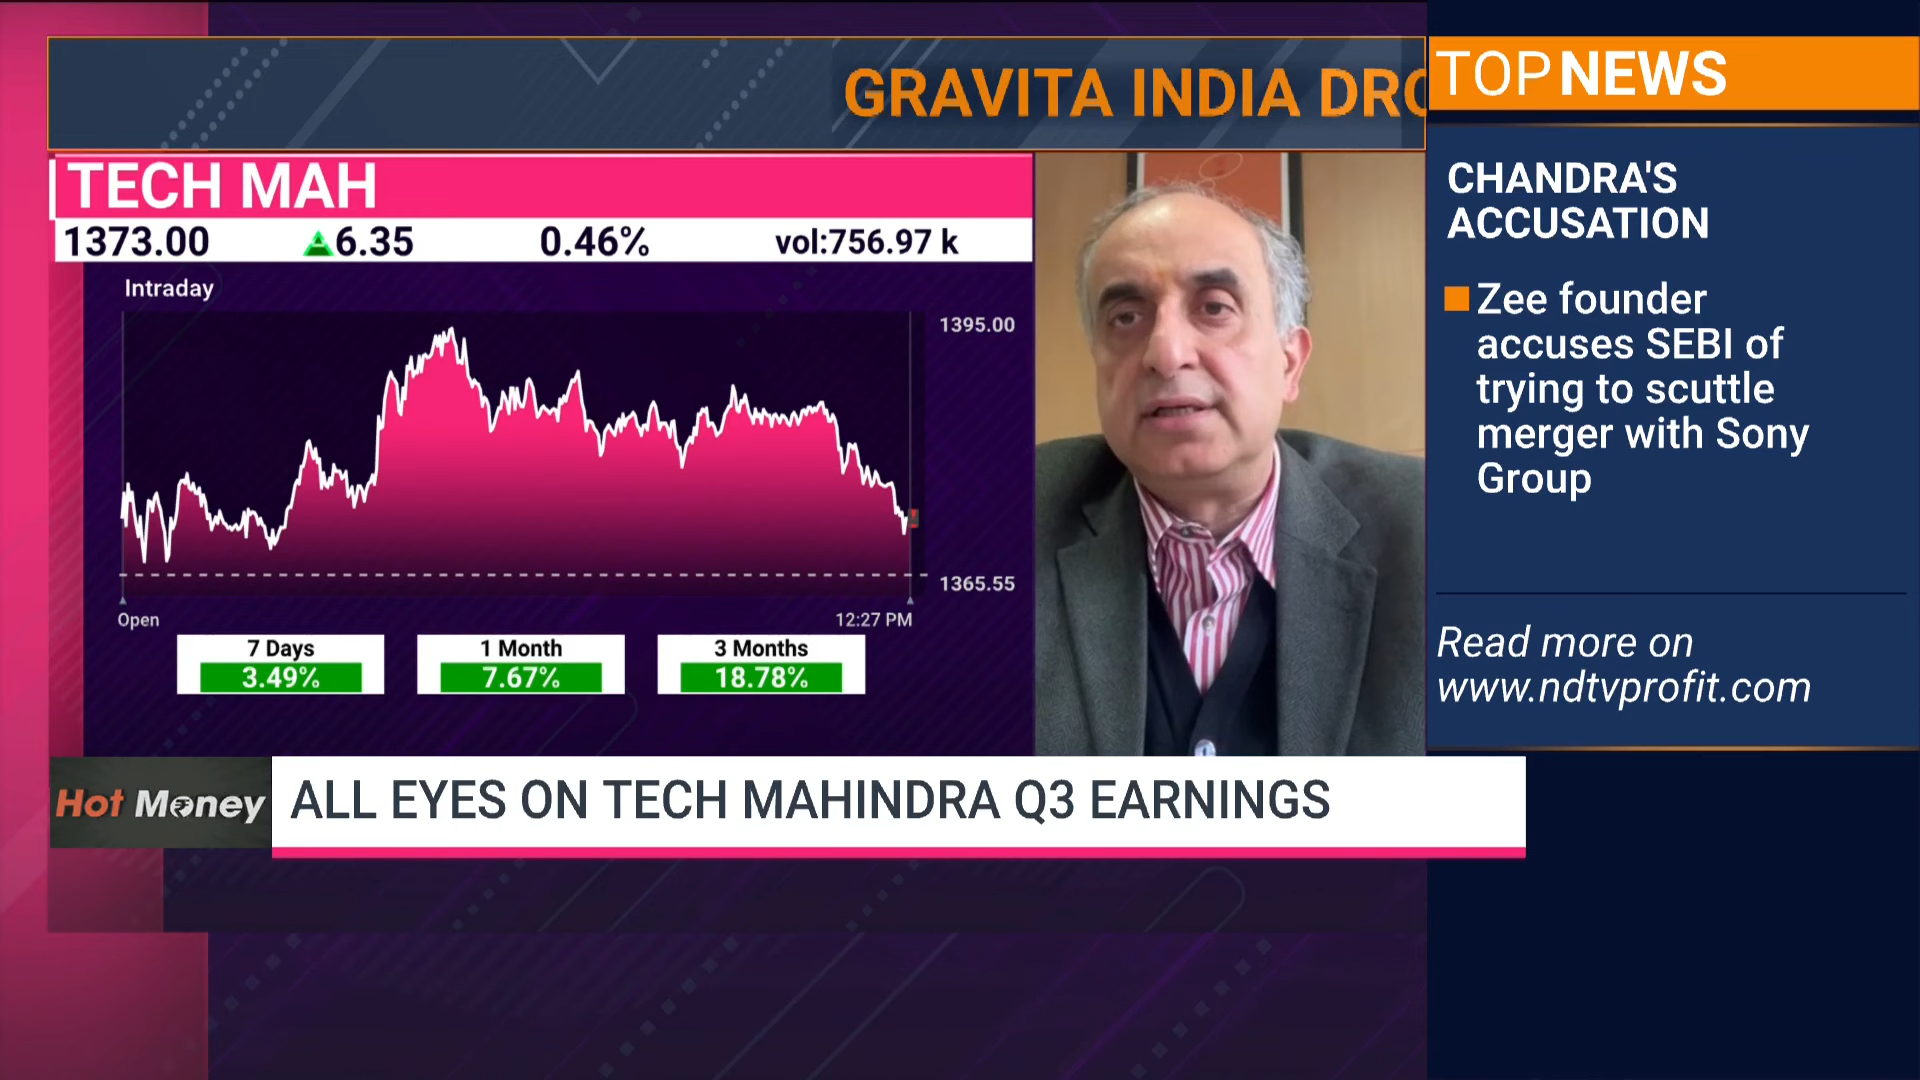 GRAVITA INDIA
TOP NEWS
TECH MAH
1373.00 6.35 0.46% vol:756.97 k
Intraday
1395.00
1365.55
Open 12:27 PM
7 Days 1 Month 3 Months
3.49% 7.67% 18.78%
CHANDRA'S
ACCUSATION
Zee founder
accuses SEBI of
trying to scuttle
merger with Sony
Group
Read more on
www.ndtvprofit.com
Hot Money
ALL EYES ON TECH MAHINDRA Q3 EARNINGS